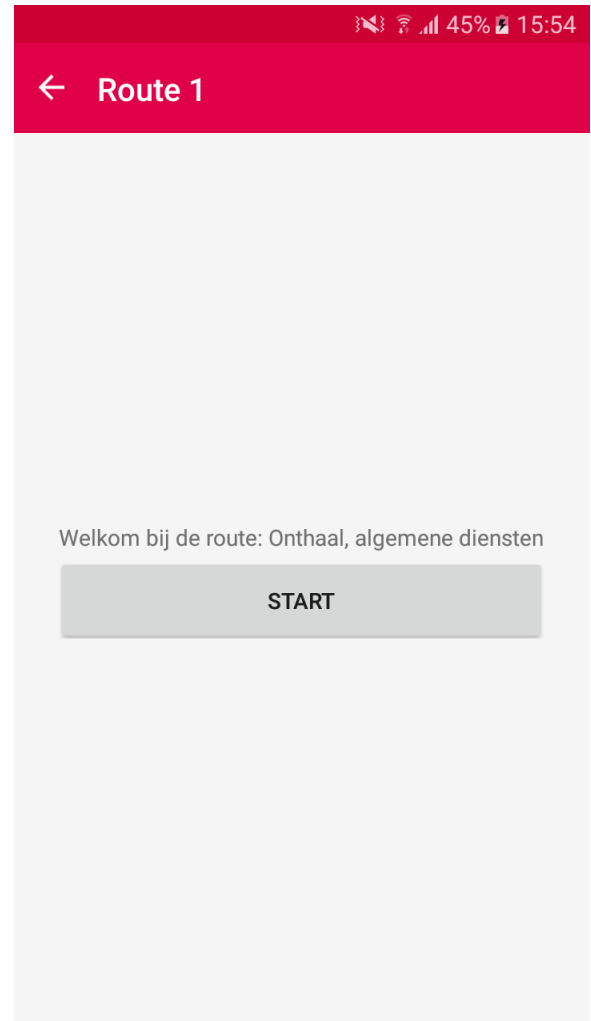 45% 15:54
Route 1
Welkom bij de route: Onthaal, algemene diensten
START